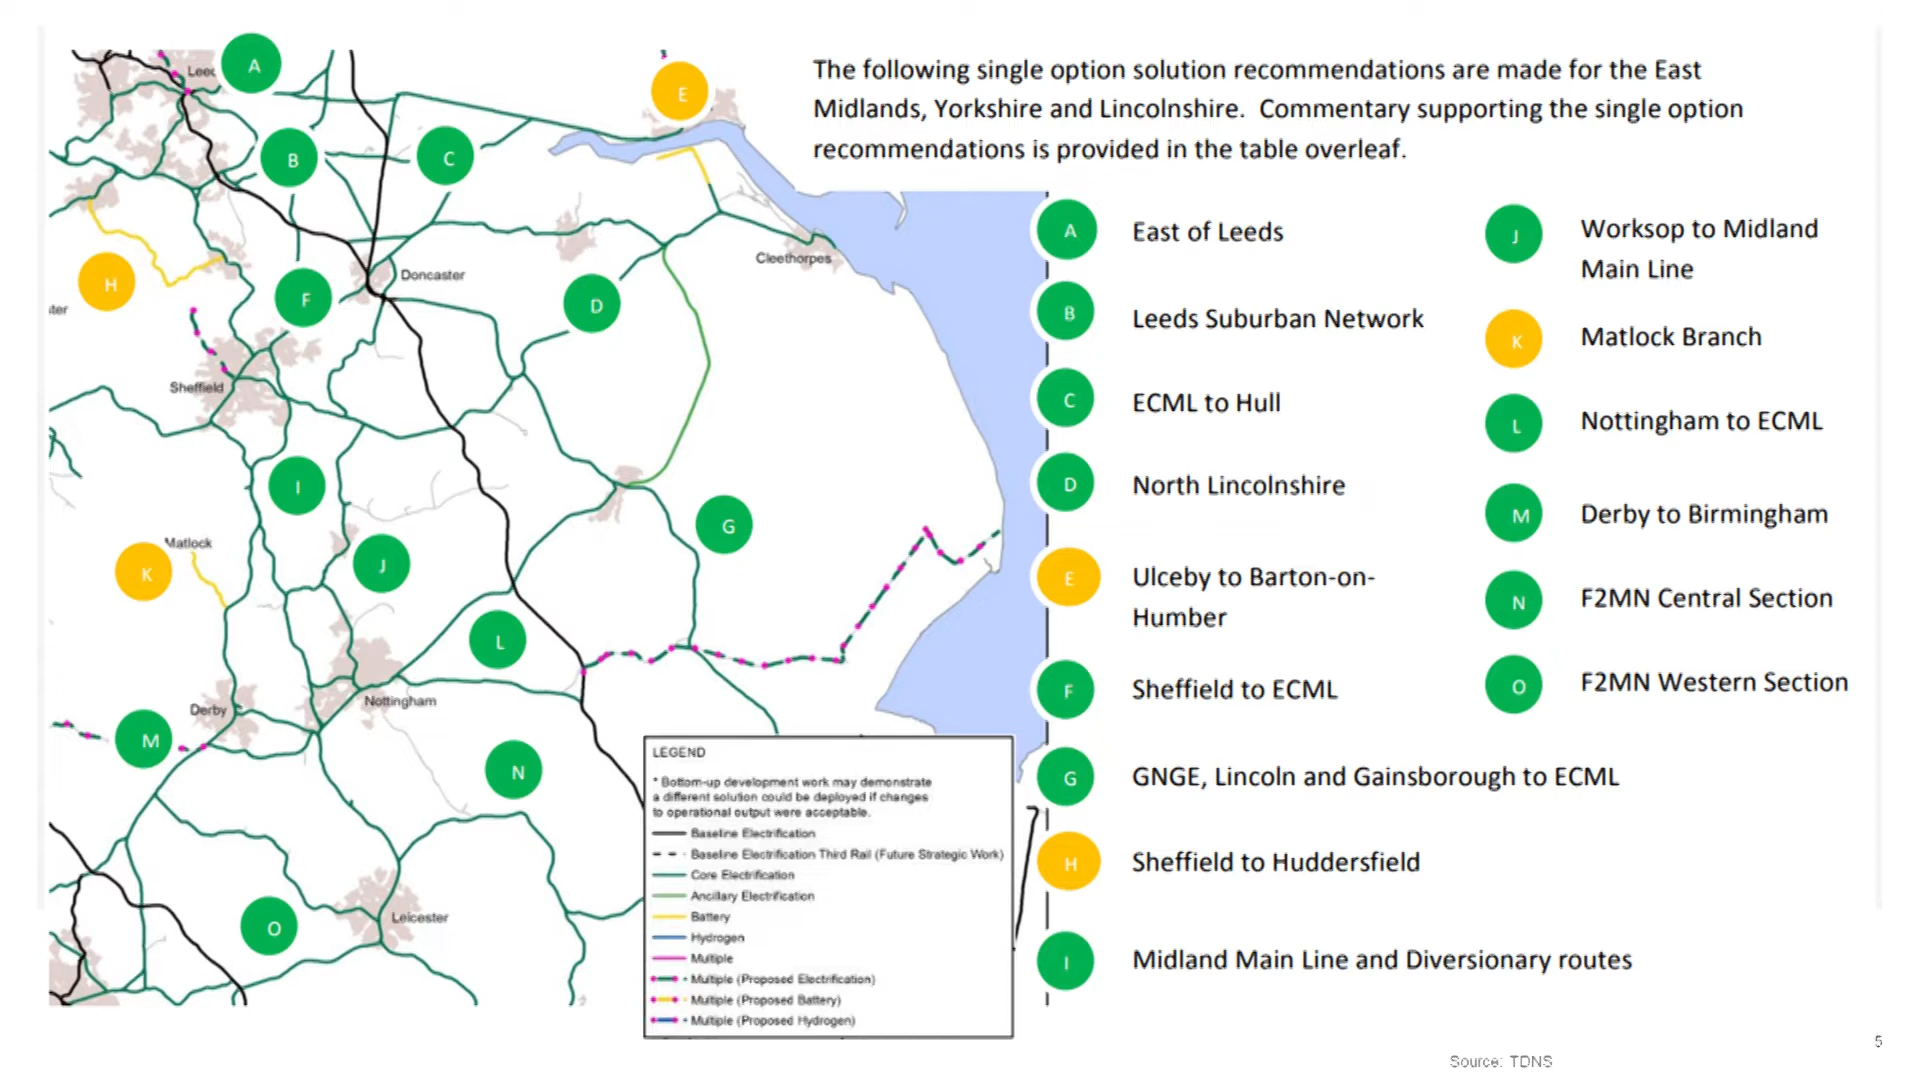 The following single option solution recommendations are made for the East
Midlands, Yorkshire and Lincolnshire. Commentary supporting the single option
recommendations is provided in the table overleaf.
A East of Leeds
B Leeds Suburban Network
C ECML to Hull
D North Lincolnshire
E Ulceby to Barton-on-
Humber
F Sheffield to ECML
G GNGE, Lincoln and Gainsborough to ECML
H Sheffield to Huddersfield
I Midland Main Line and Diversionary routes
J Worksop to Midland
Main Line
K Matlock Branch
L Nottingham to ECML
M Derby to Birmingham
N F2MN Central Section
O F2MN Western Section
A
E
B
C
Cleethorpes
Doncaster
H
F
D
Sheffield
I
G
Matlock
K
J
L
Nottingham
Derby
M
N
Leicester
O
LEGEND
* Bottom-up development work may demonstrate
a different solution could be deployed if changes
to operational output were acceptable.
Baseline Electrification
Baseline Electrification Third Rail (Future Strategic Work)
Core Electrification
Ancillary Electrification
Battery
Hydrogen
Multiple
Multiple (Proposed Electrification)
Multiple (Proposed Battery)
Multiple (Proposed Hydrogen)
5
Source: TDNS